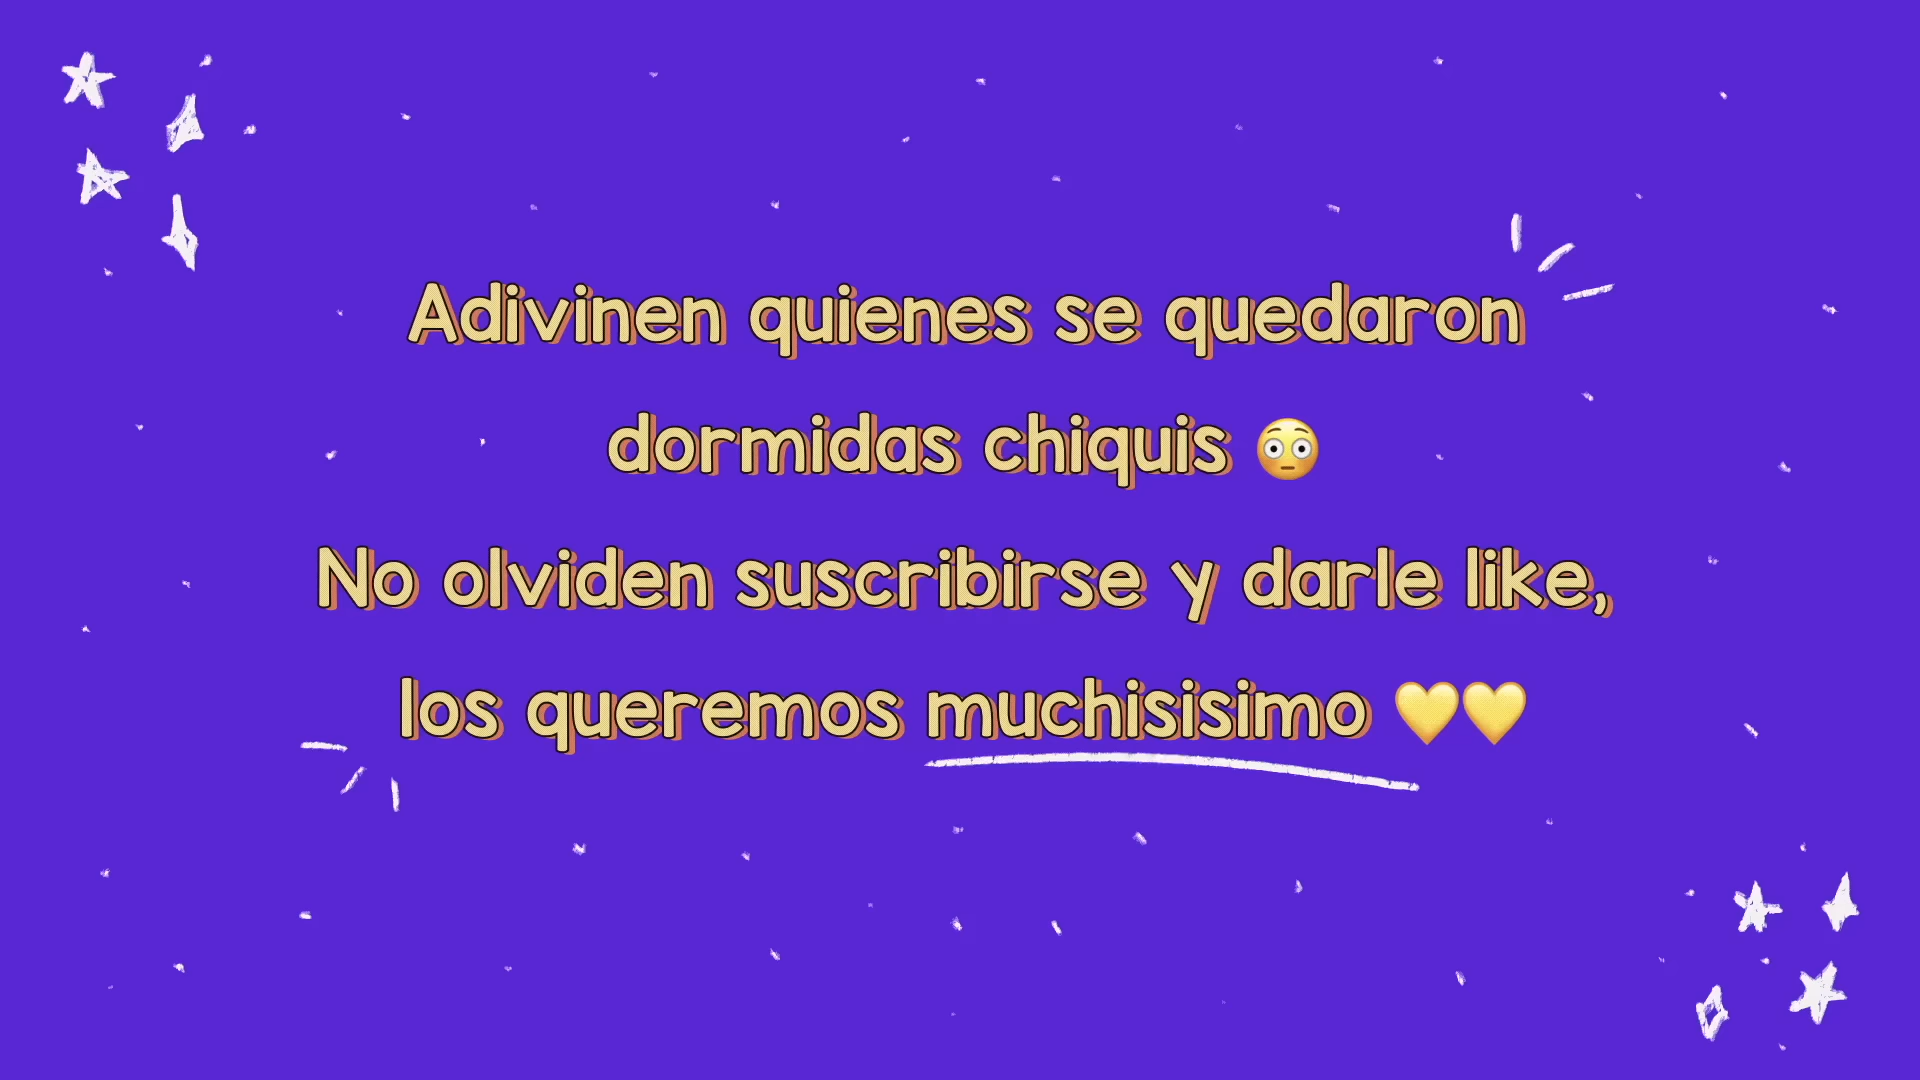 Adivinen quienes se quedaron
dormidas chiquis 😳
No olviden suscribirse y darle like,
los queremos muchisisimo 💛💛